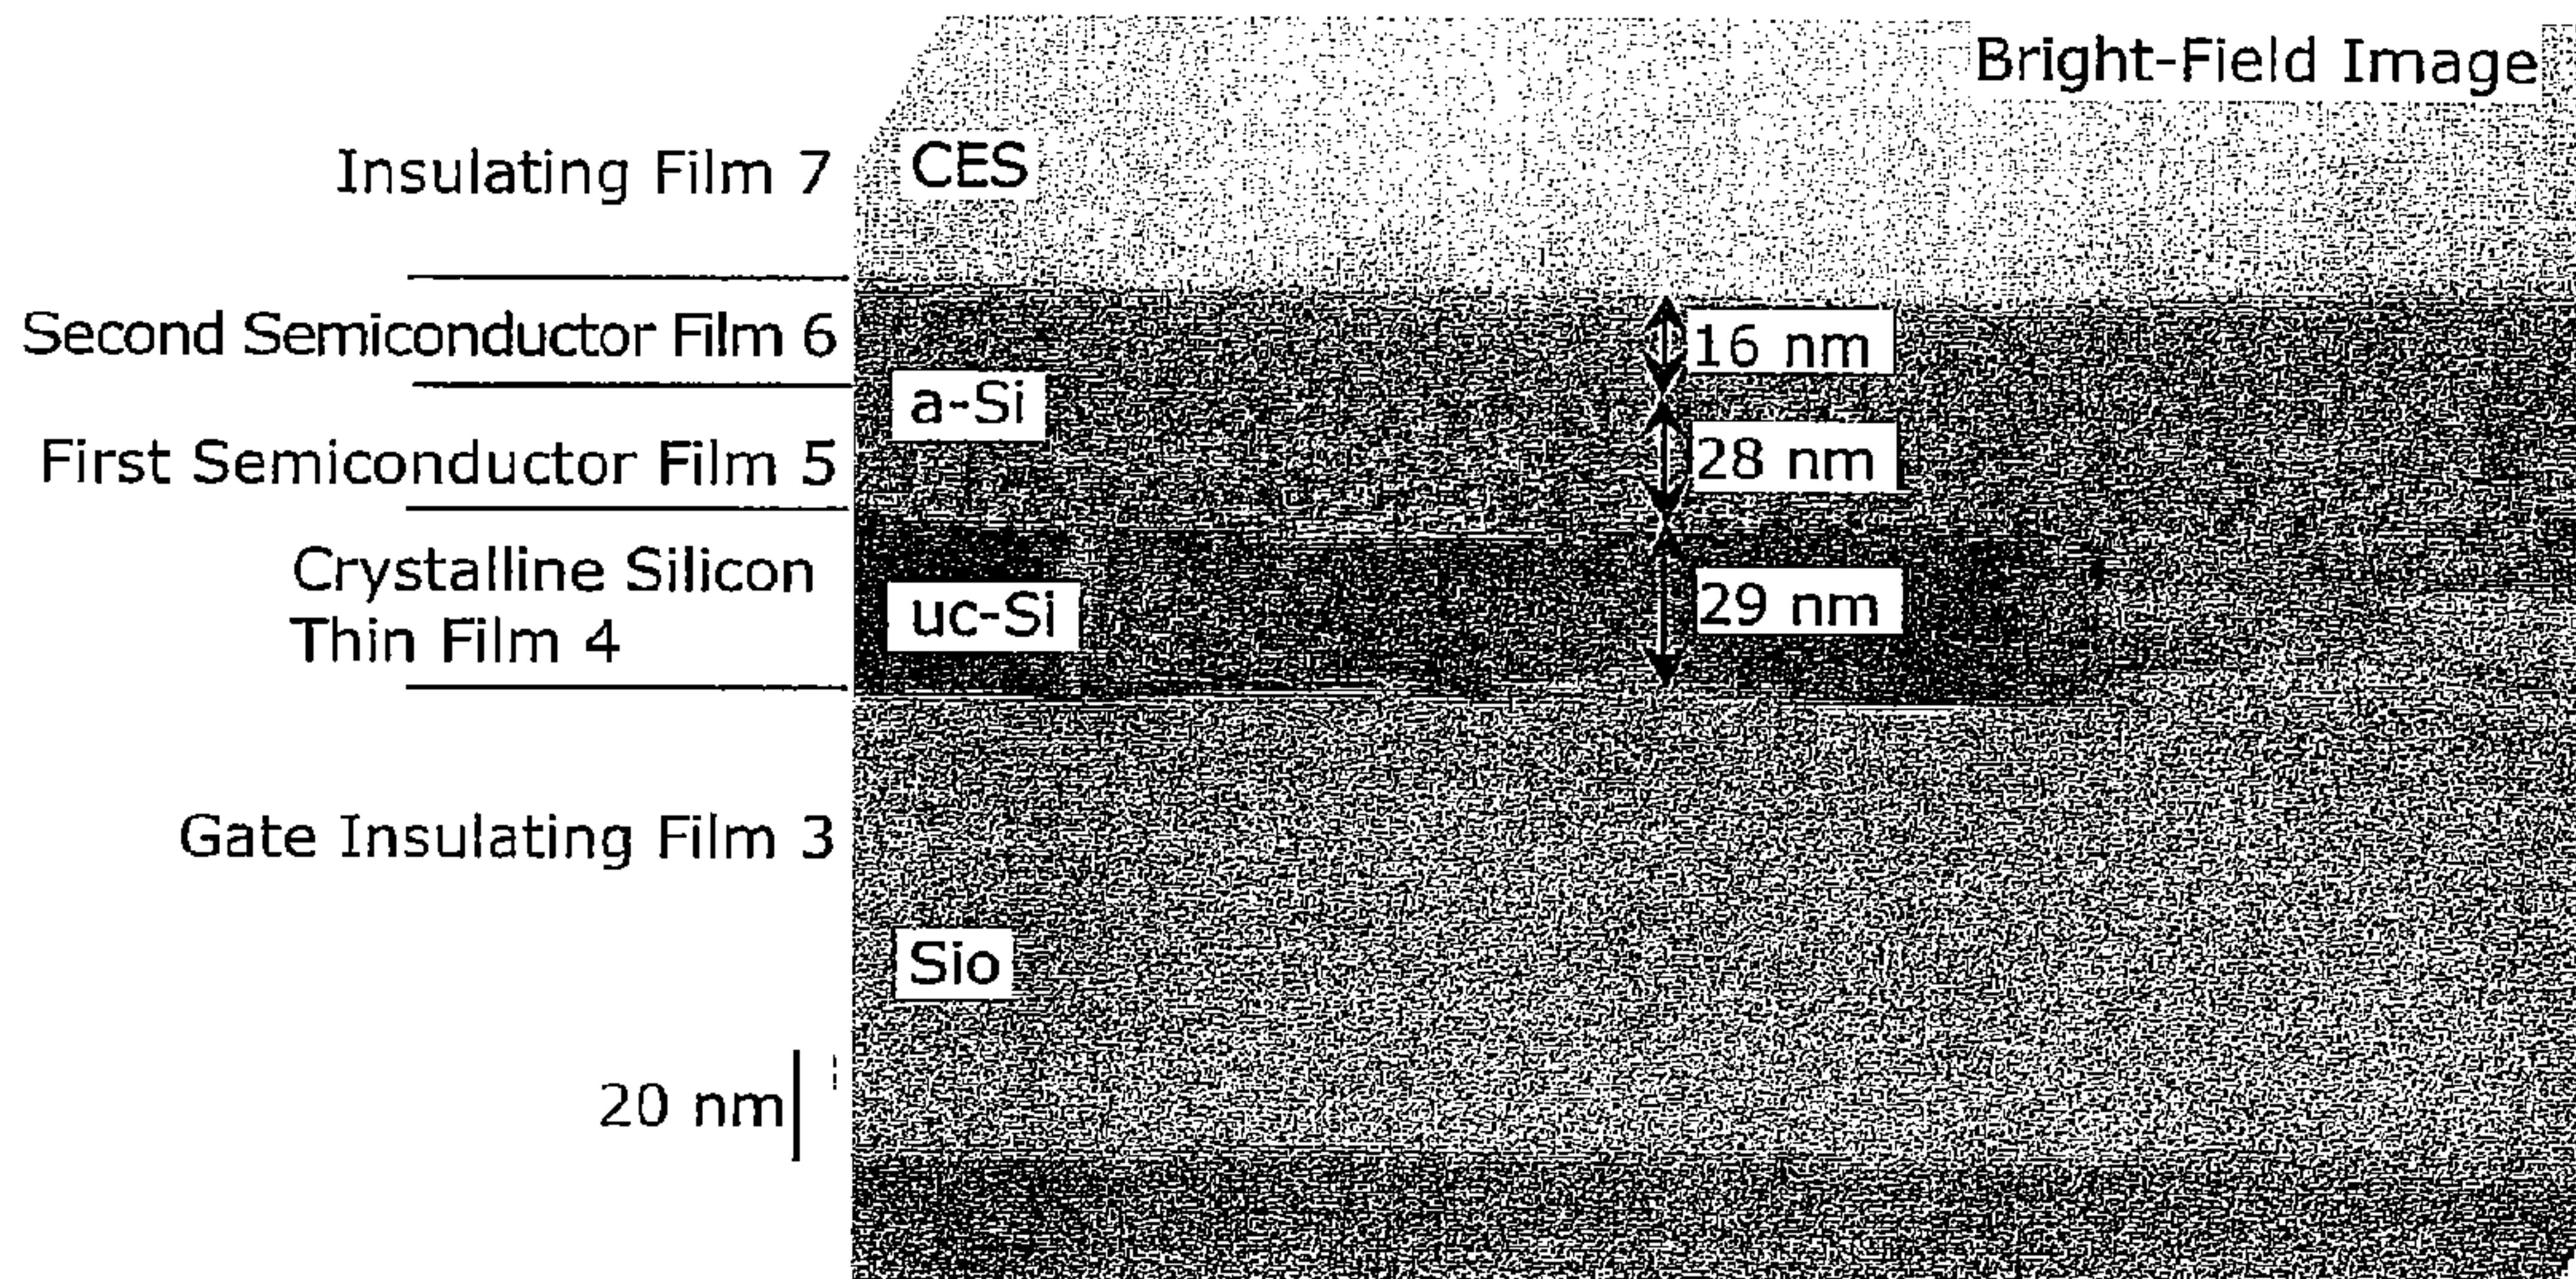 Bright-Field Image
Insulating Film 7
CES
Second Semiconductor Film 6
16 nm
a-Si
First Semiconductor Film 5
28 nm
Crystalline Silicon
Thin Film 4
uc-Si
29 nm
Gate Insulating Film 3
Sio
20 nm